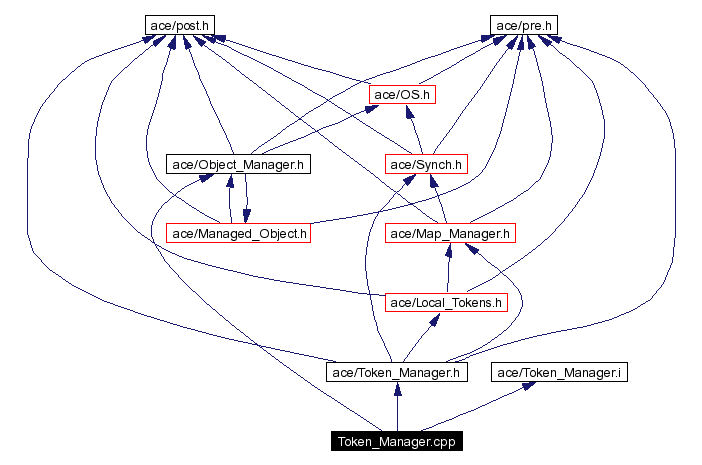 ace/post.h
ace/pre.h
ace/OS.h
ace/Object_Manager.h
ace/Synch.h
ace/Managed_Object.h
ace/Map_Manager.h
ace/Local_Tokens.h
ace/Token_Manager.h
ace/Token_Manager.i
Token_Manager.cpp